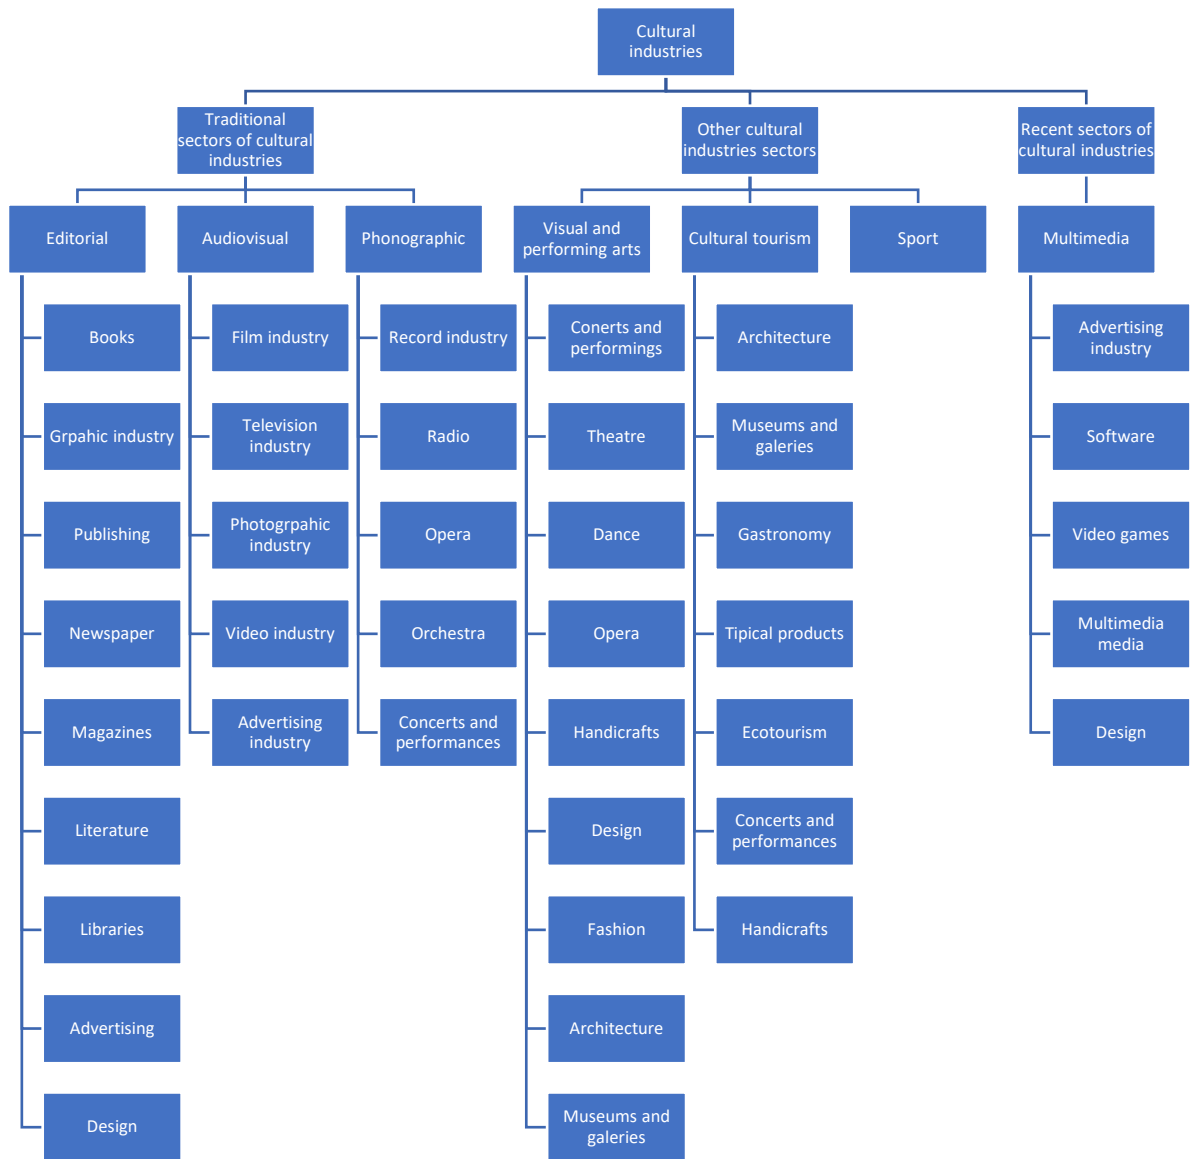 Cultural
industries
Traditional
sectors of cultural
industries
Other cultural
industries sectors
Recent sectors of
cultural industries
Editorial
Audiovisual
Phonographic
Visual and
performing arts
Cultural tourism
Sport
Multimedia
Books
Grpahic industry
Publishing
Newspaper
Magazines
Literature
Libraries
Advertising
Design
Film industry
Television
industry
Photogrpahic
industry
Video industry
Advertising
industry
Record industry
Radio
Opera
Orchestra
Concerts and
performances
Conerts and
performings
Theatre
Dance
Opera
Handicrafts
Design
Fashion
Architecture
Museums and
galeries
Architecture
Museums and
galeries
Gastronomy
Tipical products
Ecotourism
Concerts and
performances
Handicrafts
Advertising
industry
Software
Video games
Multimedia
media
Design